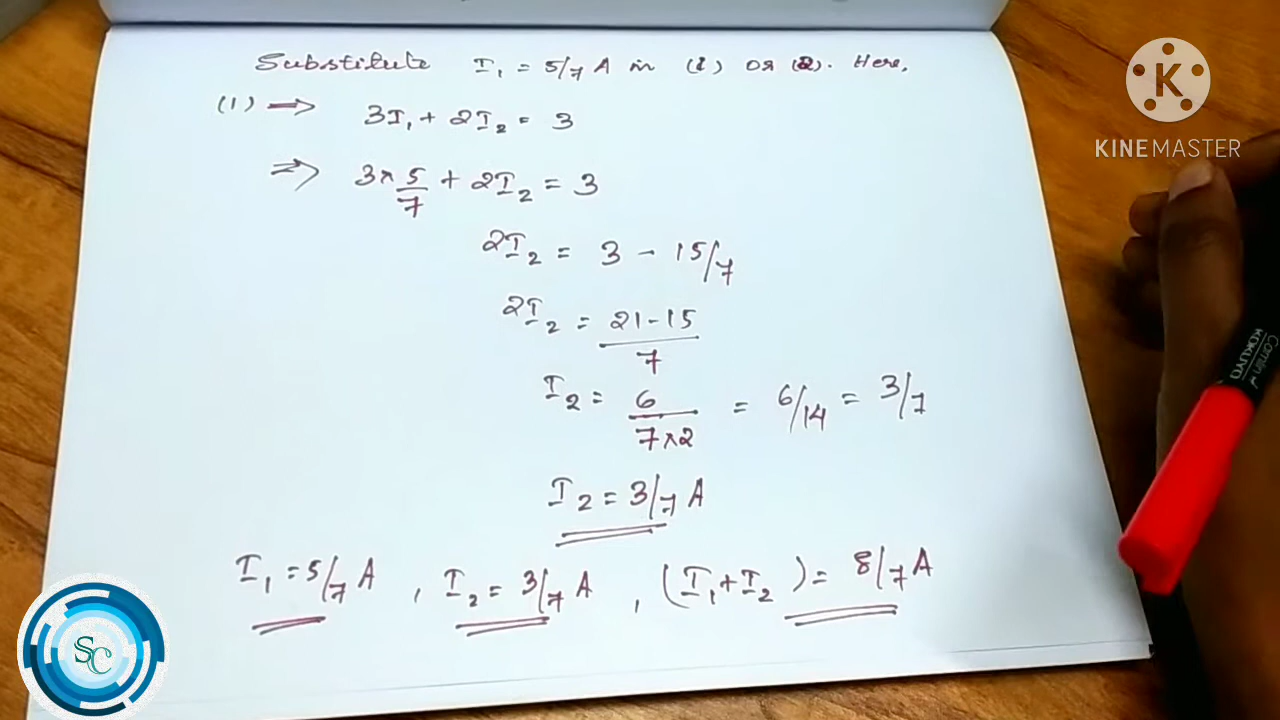 Substitute I₁ = 5/7 A in (1) or (2). Here,
(1) ⇒ 3I₁ + 2I₂ = 3
⇒ 3 × 5/7 + 2I₂ = 3
2I₂ = 3 - 15/7
2I₂ = 21-15/7
I₂ = 6/7×2 = 6/14 = 3/7
I₂ = 3/7 A
I₁ = 5/7 A , I₂ = 3/7 A , (I₁+I₂) = 8/7 A
K
KINEMASTER
SC
Camlin
KOKUYO